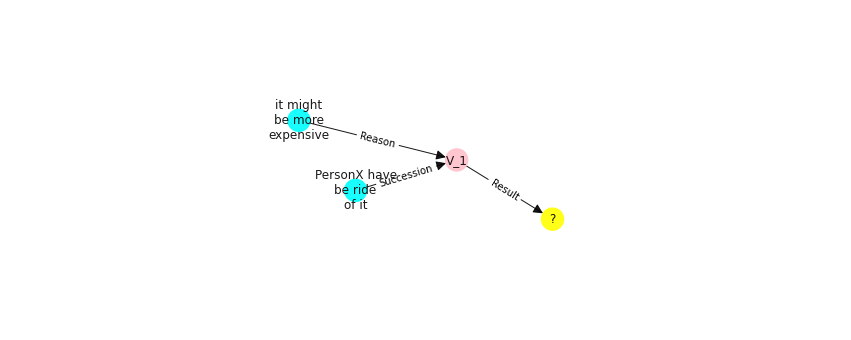 it might
be more
expensive
Reason
V_1
PersonX have
be ride
of it
Succession
Result
?